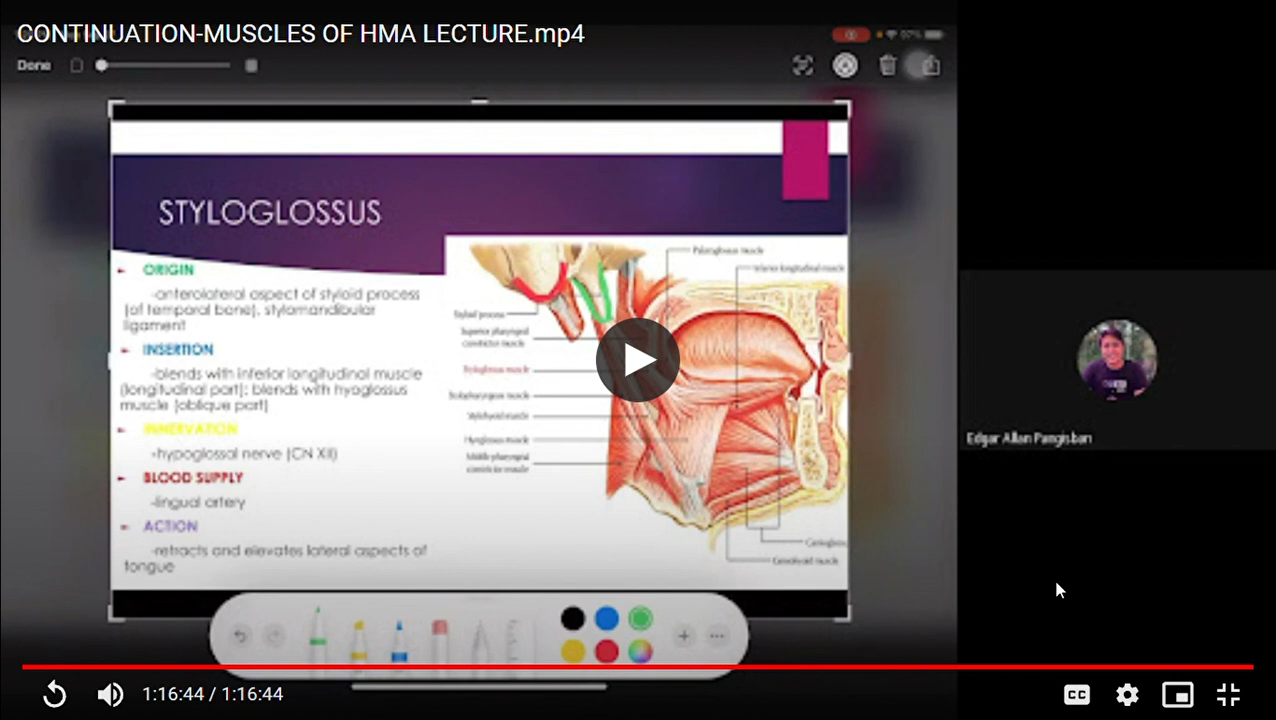 CONTINUATION-MUSCLES OF HMA LECTURE.mp4
97%
Done
STYLOGLOSSUS
ORIGIN
-anterolateral aspect of styloid process
(of temporal bone), stylomandibular
ligament
INSERTION
-blends with inferior longitudinal muscle
(longitudinal part); blends with hyoglossus
muscle (oblique part)
INNERVATION
-hypoglossal nerve (CN XII)
BLOOD SUPPLY
-lingual artery
ACTION
-retracts and elevates lateral aspects of
tongue
Palatoglossus muscle
Inferior longitudinal muscle
Styloid process
Superior pharyngeal
constrictor muscle
Styloglossus muscle
Stylopharyngeus muscle
Stylohyoid muscle
Hyoglossus muscle
Middle pharyngeal
constrictor muscle
Geniohyoid muscle
Edgar Allan Pangisban
1:16:44 / 1:16:44
CC